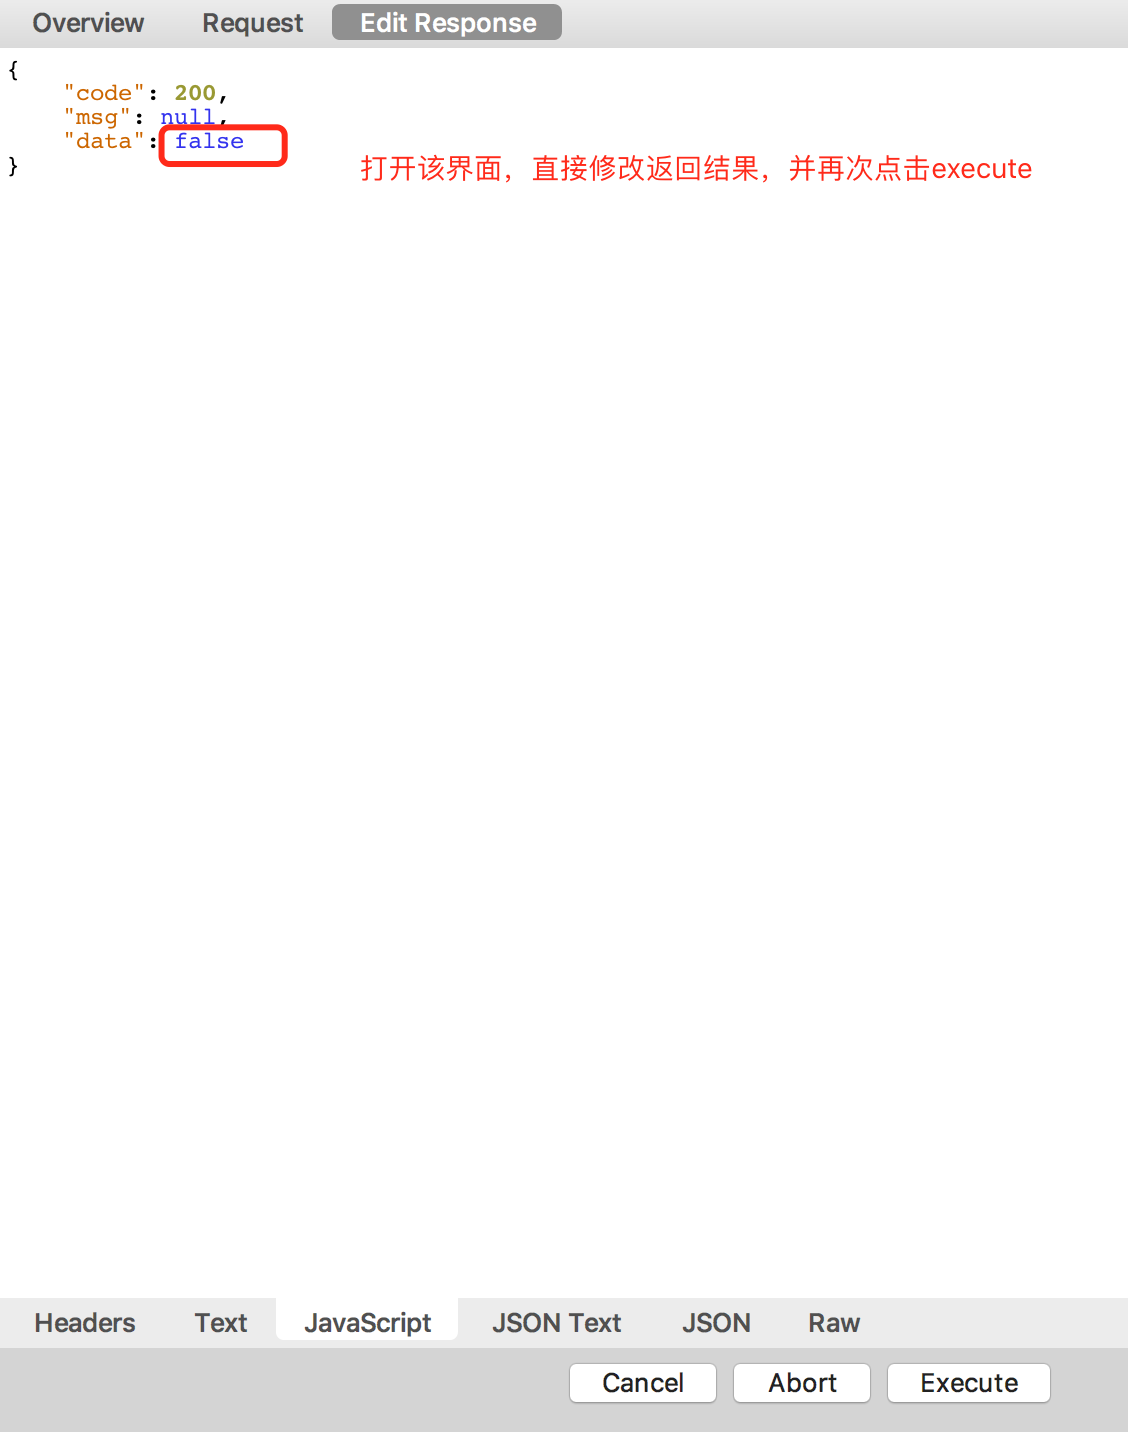 Overview Request Edit Response
{
"code": 200,
"msg": null,
"data": false
}
打开该界面，直接修改返回结果，并再次点击execute
Headers Text JavaScript JSON Text JSON Raw
Cancel Abort Execute